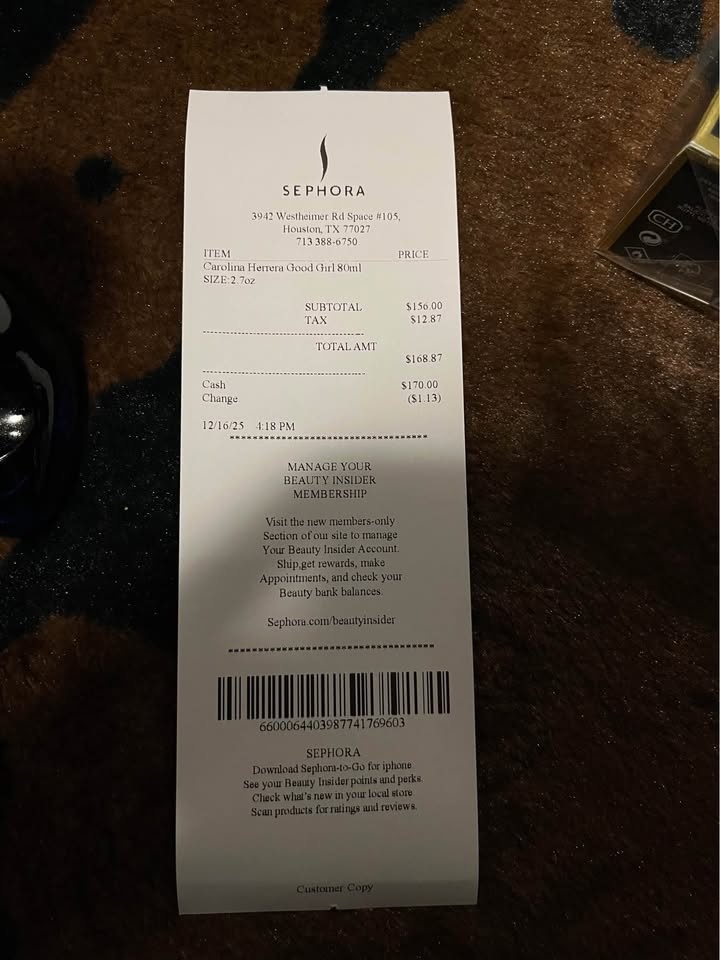 SEPHORA
3942 Westheimer Rd Space #105,
Houston, TX 77027
713 388-6750
ITEM PRICE
Carolina Herrera Good Girl 80ml
SIZE:2.7oz
SUBTOTAL $156.00
TAX $12.87
TOTAL AMT
$168.87
Cash $170.00
Change ($1.13)
12/16/25 4:18 PM
MANAGE YOUR
BEAUTY INSIDER
MEMBERSHIP
Visit the new members-only
Section of our site to manage
Your Beauty Insider Account.
Ship,get rewards, make
Appointments, and check your
Beauty bank balances.
Sephora.com/beautyinsider
6600064403987741769603
SEPHORA
Download Sephora-to-Go for iphone
See your Beauty Insider points and perks
Check what's new in your local store
Scan products for ratings and reviews.
Customer Copy
CH